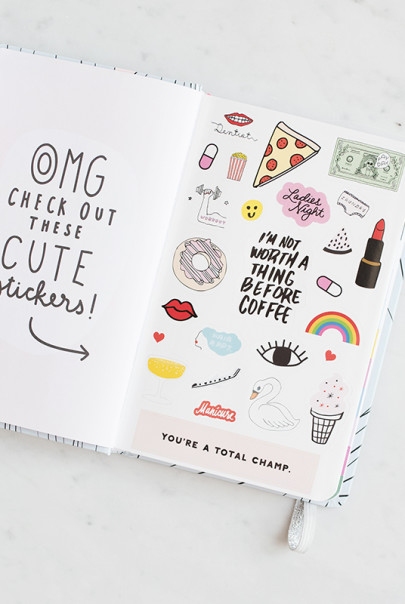 OMG
CHECK OUT
THESE
CUTE
stickers!
Dentist
Ladies
Night
I'M NOT
WORTH A
THING
BEFORE
COFFEE
Manicure
YOU'RE A TOTAL CHAMP.